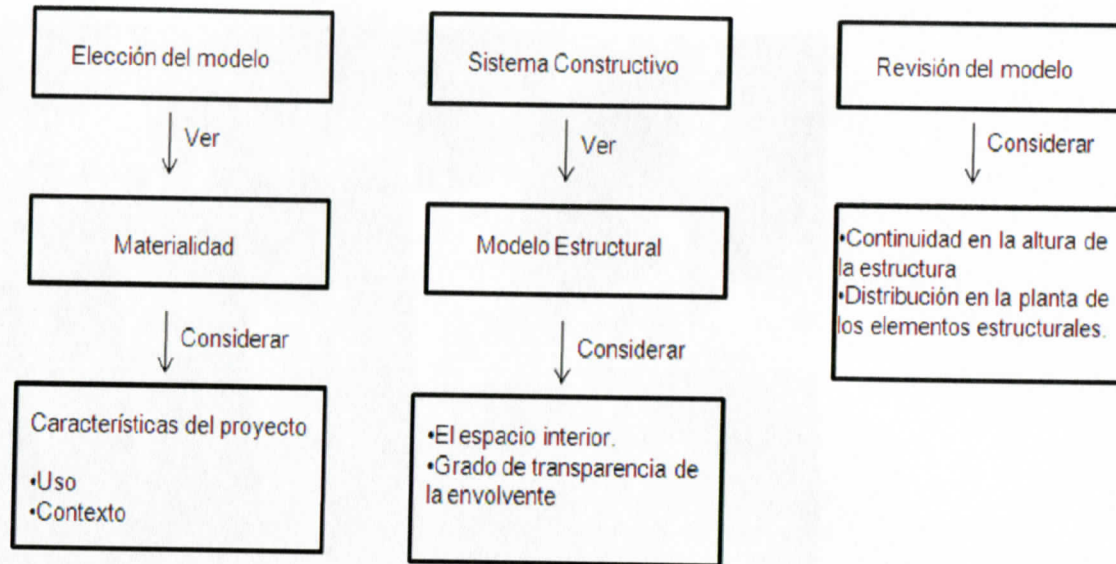 Elección del modelo
Ver
Materialidad
Considerar
Características del proyecto
•Uso
•Contexto
Sistema Constructivo
Ver
Modelo Estructural
Considerar
•El espacio interior.
•Grado de transparencia de
la envolvente
Revisión del modelo
Considerar
•Continuidad en la altura de
la estructura
•Distribución en la planta de
los elementos estructurales.